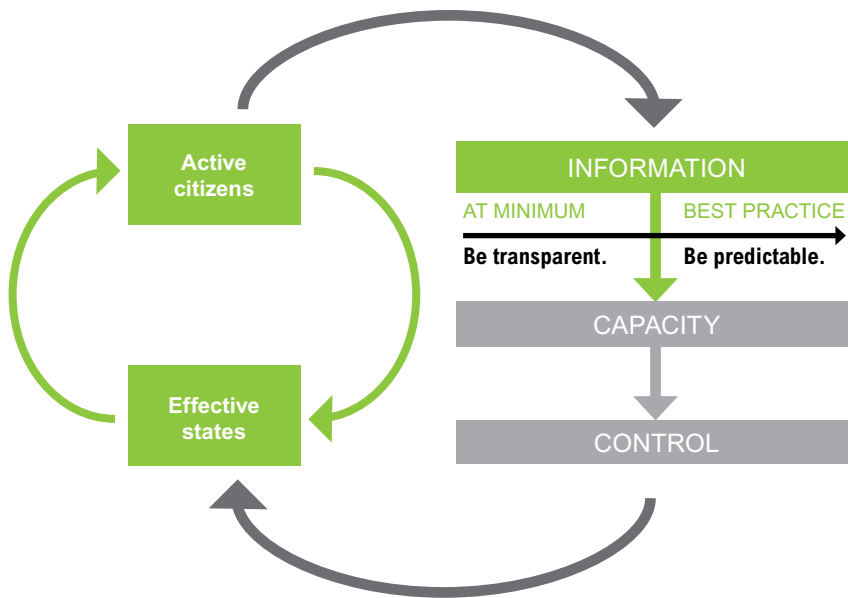 Active
citizens
INFORMATION
AT MINIMUM
BEST PRACTICE
Be transparent.
Be predictable.
CAPACITY
Effective
states
CONTROL